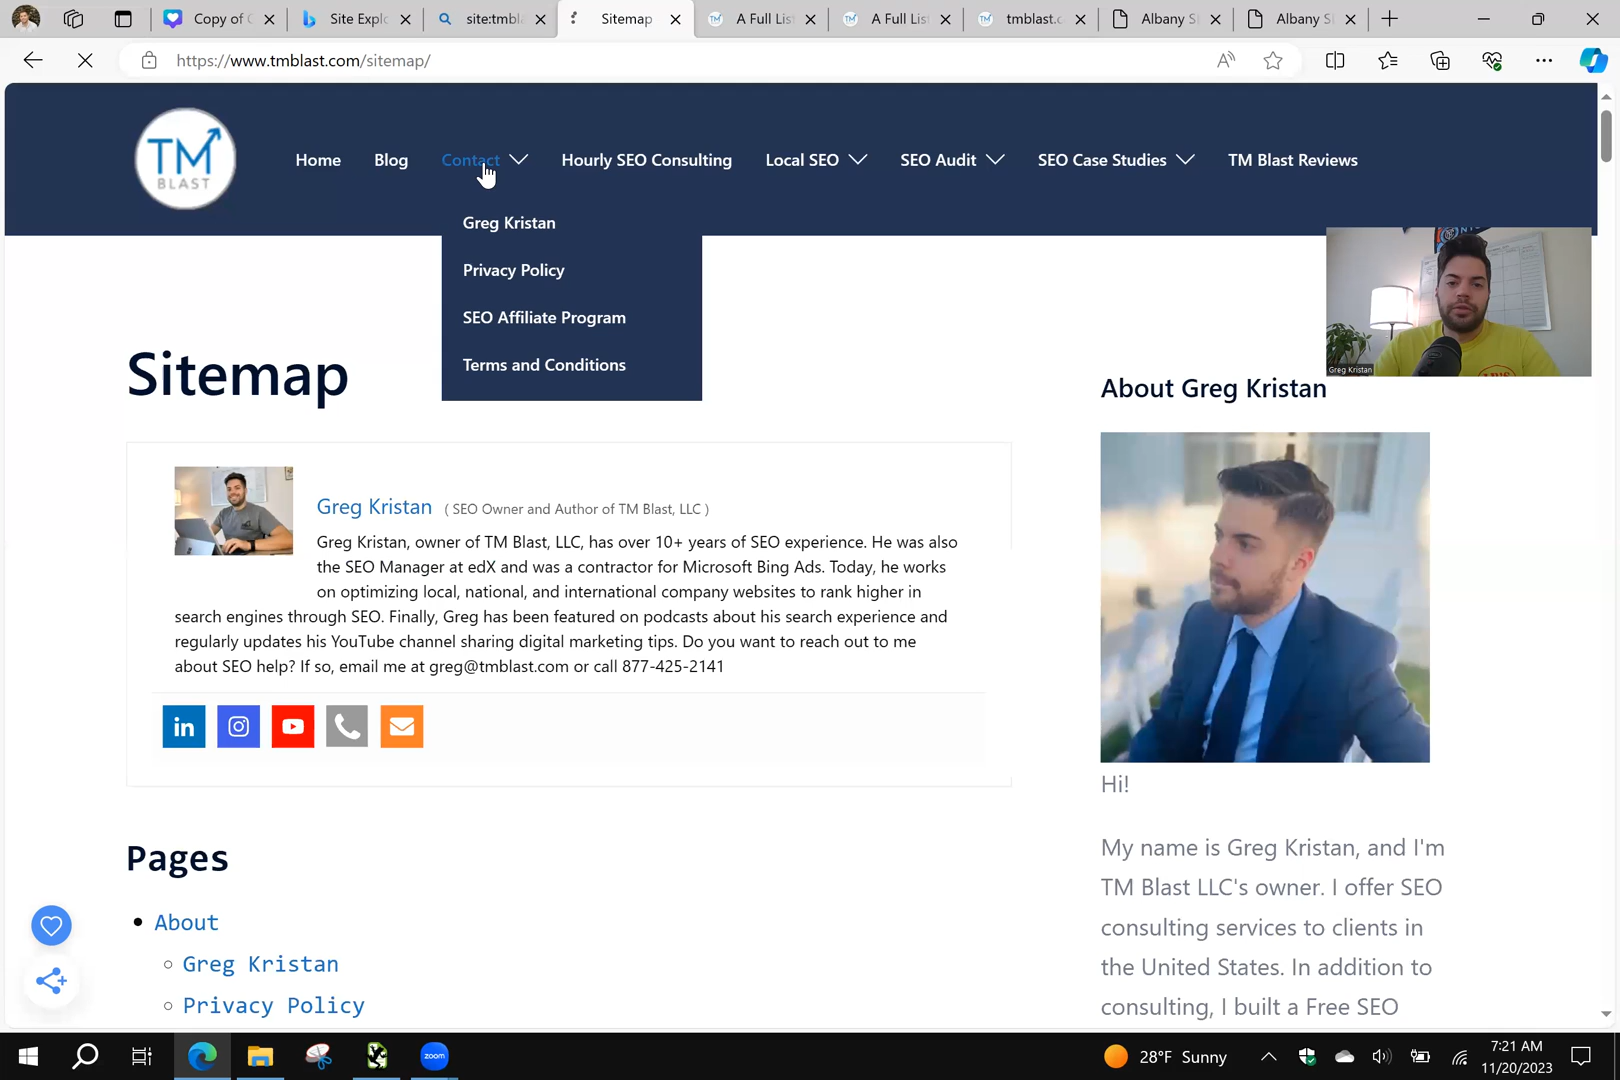 Copy of C
Site Explo
site:tmbla
Sitemap
A Full List
A Full List
tmblast.c
Albany S
Albany S
https://www.tmblast.com/sitemap/
TM
BLAST
Home
Blog
Contact
Hourly SEO Consulting
Local SEO
SEO Audit
SEO Case Studies
TM Blast Reviews
Greg Kristan
Privacy Policy
SEO Affiliate Program
Terms and Conditions
Greg Kristan
Sitemap
About Greg Kristan
Greg Kristan ( SEO Owner and Author of TM Blast, LLC )
Greg Kristan, owner of TM Blast, LLC, has over 10+ years of SEO experience. He was also
the SEO Manager at edX and was a contractor for Microsoft Bing Ads. Today, he works
on optimizing local, national, and international company websites to rank higher in
search engines through SEO. Finally, Greg has been featured on podcasts about his search experience and
regularly updates his YouTube channel sharing digital marketing tips. Do you want to reach out to me
about SEO help? If so, email me at greg@tmblast.com or call 877-425-2141
in
Pages
• About
◦ Greg Kristan
◦ Privacy Policy
Hi!
My name is Greg Kristan, and I'm
TM Blast LLC's owner. I offer SEO
consulting services to clients in
the United States. In addition to
consulting, I built a Free SEO
zoom
28°F Sunny
7:21 AM
11/20/2023